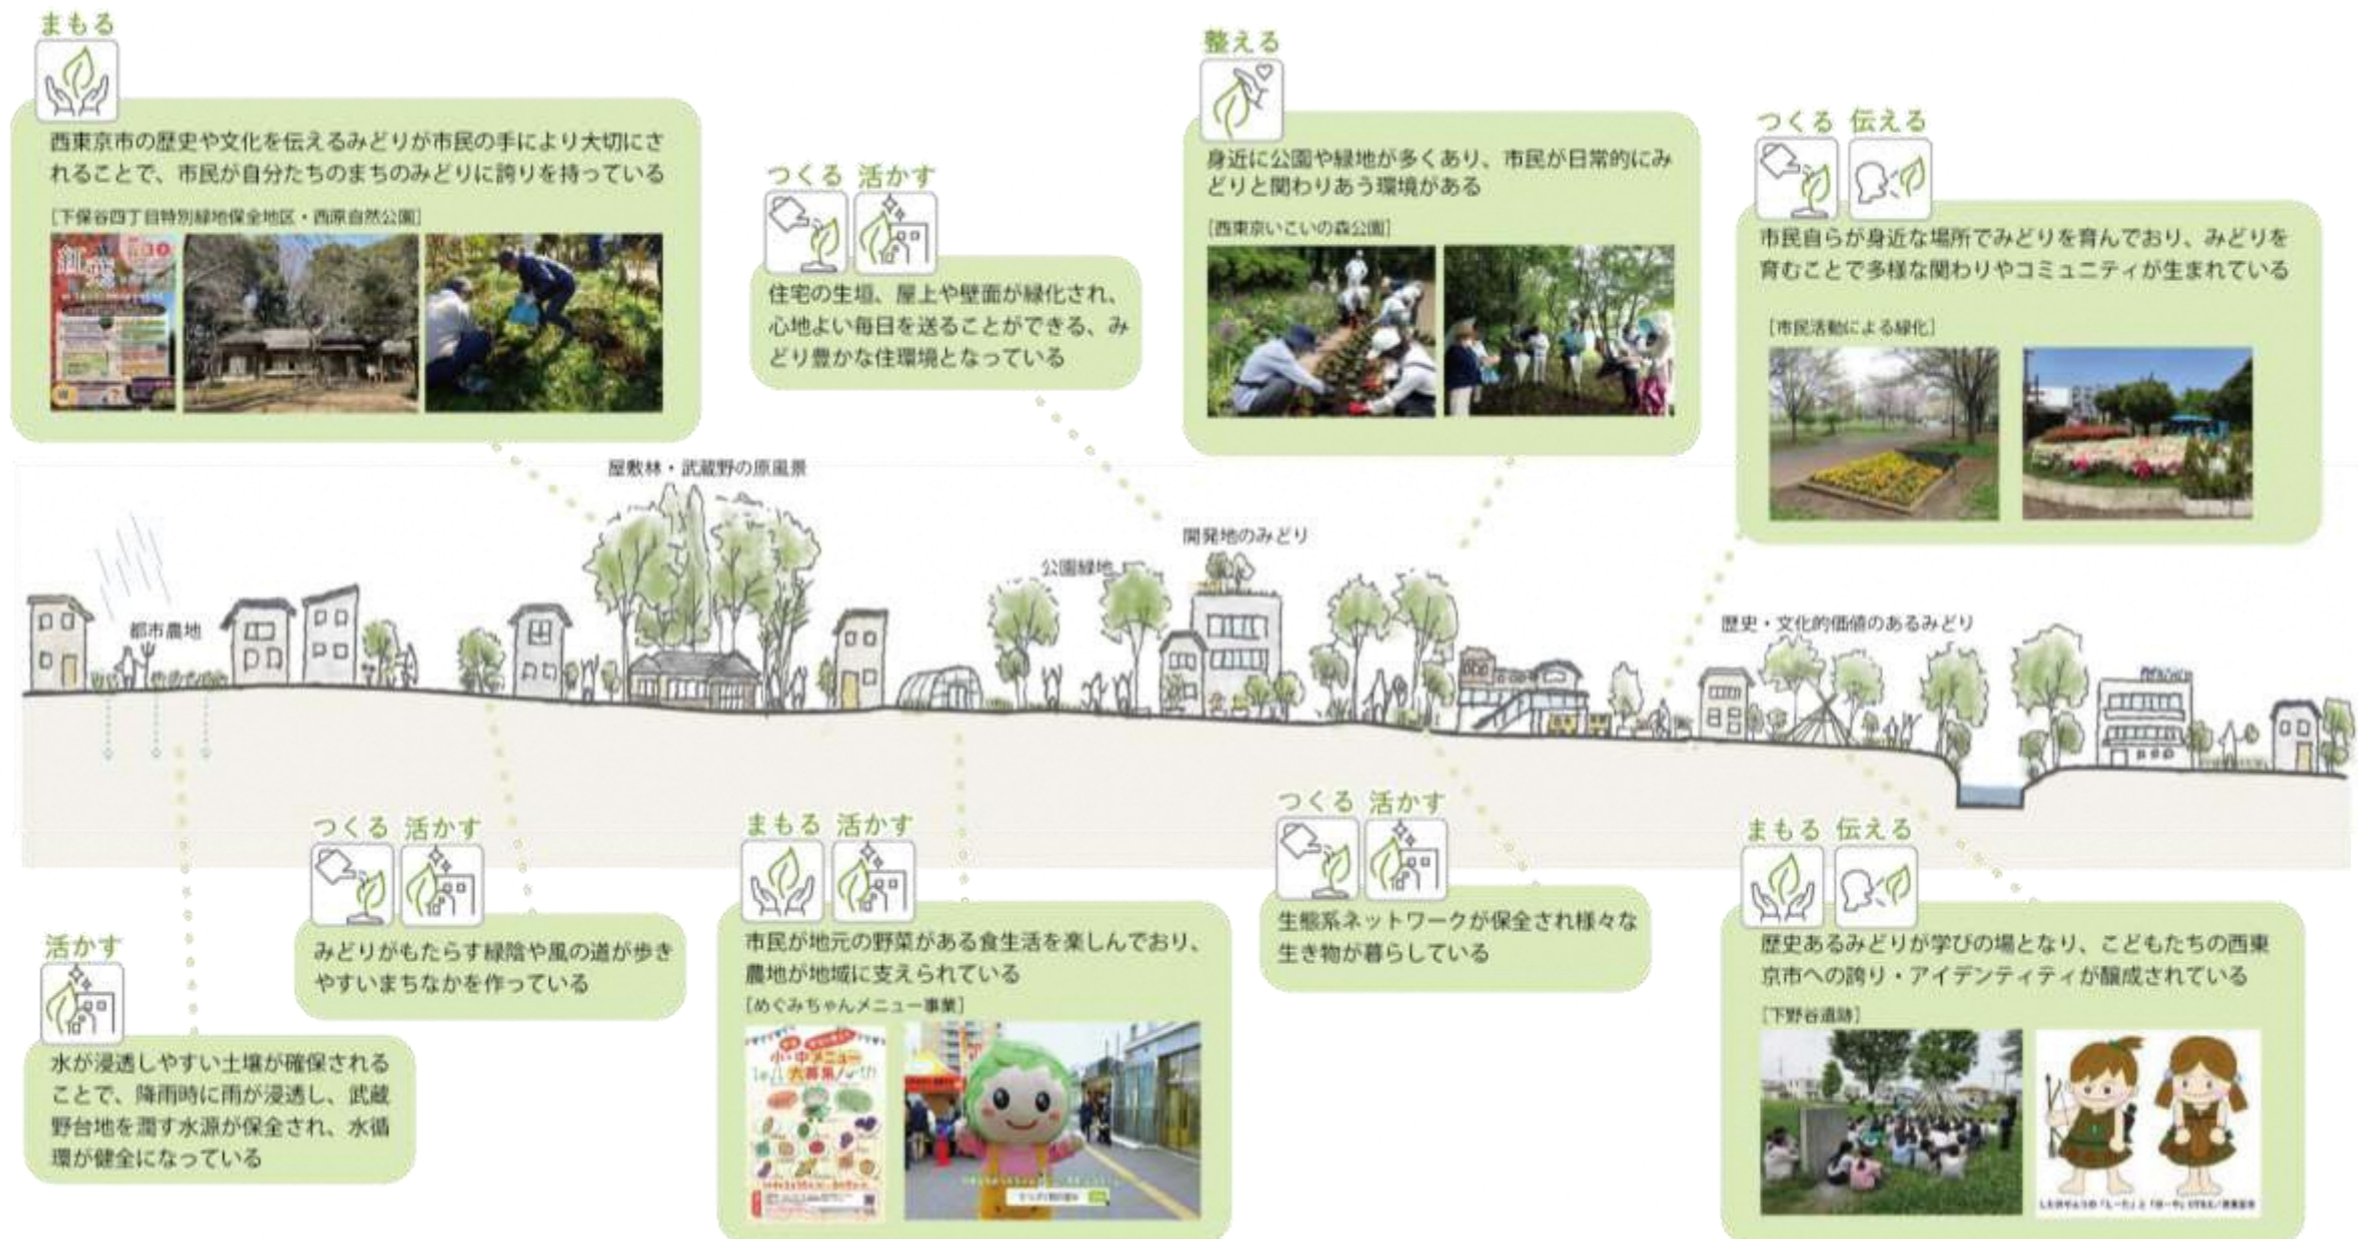 まもる
西東京市の歴史や文化を伝えるみどりが市民の手により大切にさ
れることで、市民が自分たちのまちのみどりに誇りを持っている
[下保谷四丁目特別緑地保全地区・西原自然公園]
つくる 活かす
住宅の生垣、屋上や壁面が緑化され、
心地よい毎日を送ることができる、み
どり豊かな住環境となっている
整える
身近に公園や緑地が多くあり、市民が日常的にみ
どりと関わりあう環境がある
[西東京いこいの森公園]
つくる 伝える
市民自らが身近な場所でみどりを育んでおり、みどりを
育むことで多様な関わりやコミュニティが生まれている
[市民活動による緑化]
屋敷林・武蔵野の原風景
開発地のみどり
公園緑地
都市農地
歴史・文化的価値のあるみどり
活かす
水が浸透しやすい土壌が確保される
ことで、降雨時に雨が浸透し、武蔵
野台地を潤す水源が保全され、水循
環が健全になっている
つくる 活かす
みどりがもたらす緑陰や風の道が歩き
やすいまちなかを作っている
まもる 活かす
市民が地元の野菜がある食生活を楽しんでおり、
農地が地域に支えられている
[めぐみちゃんメニュー事業]
小・中メニュー
大募集
つくる 活かす
生態系ネットワークが保全され様々な
生き物が暮らしている
まもる 伝える
歴史あるみどりが学びの場となり、こどもたちの西東
京市への誇り・アイデンティティが醸成されている
[下野谷遺跡]